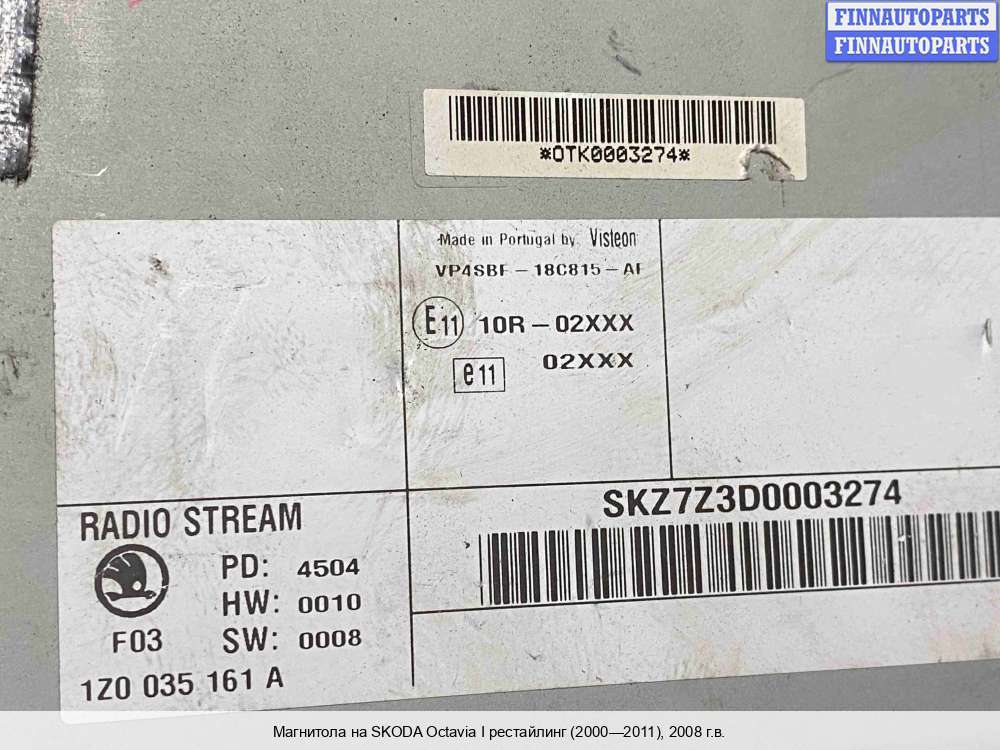 FINNAUTOPARTS
FINNAUTOPARTS
*OTK0003274*
Made in Portugal by Visteon
VP4SBF – 18C815 – AF
E11 10R – 02XXX
e11 02XXX
SKZ7Z3D0003274
RADIO STREAM
PD: 4504
HW: 0010
F03 SW: 0008
1Z0 035 161 A
Магнитола на SKODA Octavia I рестайлинг (2000—2011), 2008 г.в.